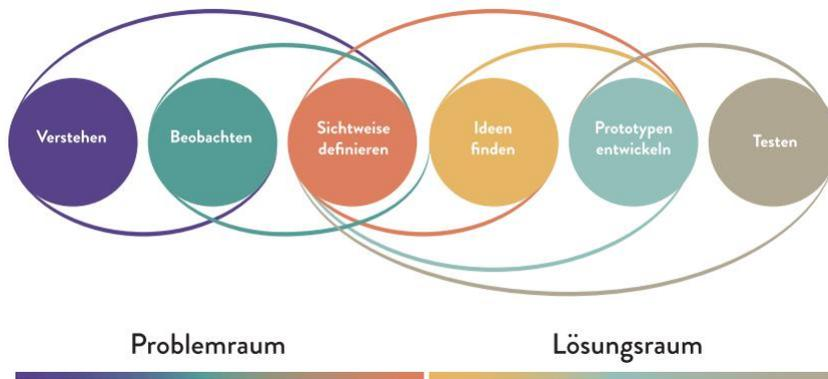 Verstehen
Beobachten
Sichtweise
definieren
Ideen
finden
Prototypen
entwickeln
Testen
Problemraum
Lösungsraum